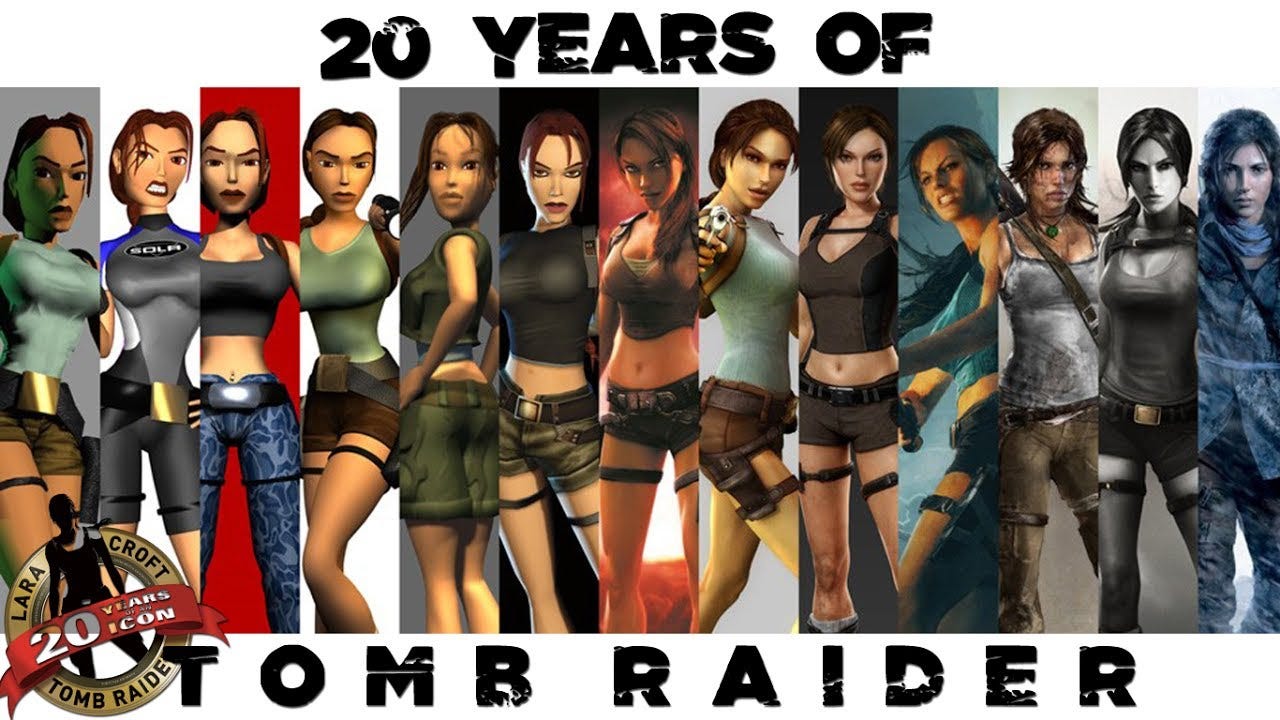 20 YEARS OF
SOLA
LARA CROFT
20 YEARS OF AN ICON
TOMB RAIDE
TOMB RAIDER